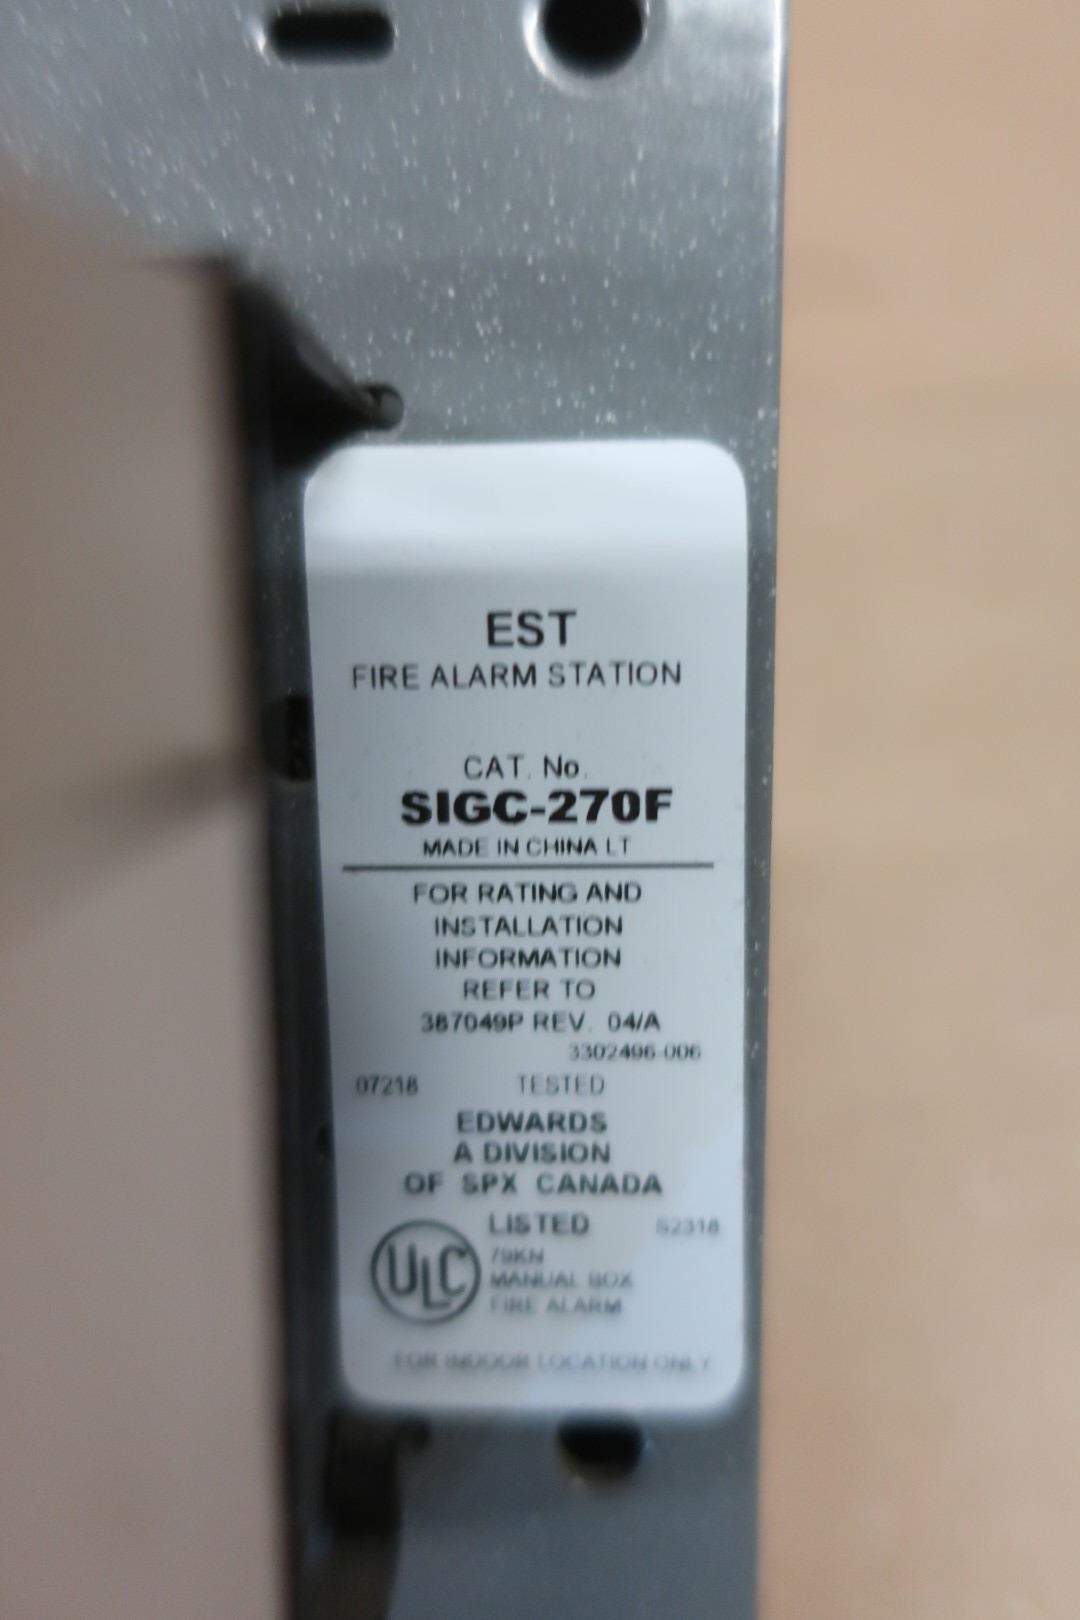 EST
FIRE ALARM STATION
CAT. No.
SIGC-270F
MADE IN CHINA LT
FOR RATING AND
INSTALLATION
INFORMATION
REFER TO
387049P REV. 04/A
3302496-006
07218 TESTED
EDWARDS
A DIVISION
OF SPX CANADA
ULC
LISTED S2318
79KN
MANUAL BOX
FIRE ALARM
FOR INDOOR LOCATION ONLY